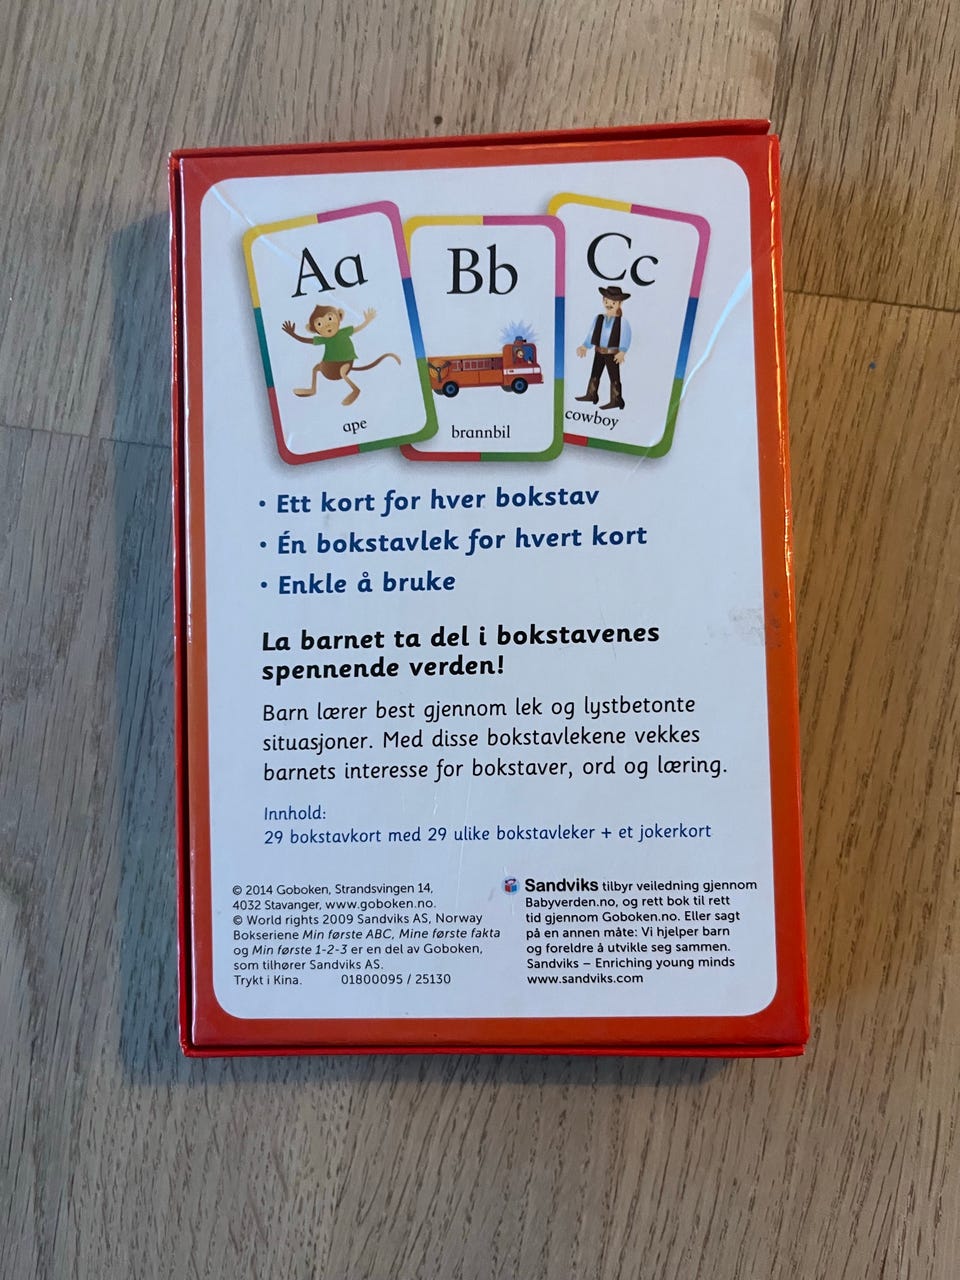 Aa
ape
Bb
brannbil
Cc
cowboy
• Ett kort for hver bokstav
• Én bokstavlek for hvert kort
• Enkle å bruke
La barnet ta del i bokstavenes
spennende verden!
Barn lærer best gjennom lek og lystbetonte
situasjoner. Med disse bokstavlekene vekkes
barnets interesse for bokstaver, ord og læring.
Innhold:
29 bokstavkort med 29 ulike bokstavleker + et jokerkort
© 2014 Goboken, Strandsvingen 14,
4032 Stavanger, www.goboken.no.
© World rights 2009 Sandviks AS, Norway
Bokseriene Min første ABC, Mine første fakta
og Min første 1-2-3 er en del av Goboken,
som tilhører Sandviks AS.
Trykt i Kina. 01800095 / 25130
Sandviks tilbyr veiledning gjennom
Babyverden.no, og rett bok til rett
tid gjennom Goboken.no. Eller sagt
på en annen måte: Vi hjelper barn
og foreldre å utvikle seg sammen.
Sandviks – Enriching young minds
www.sandviks.com